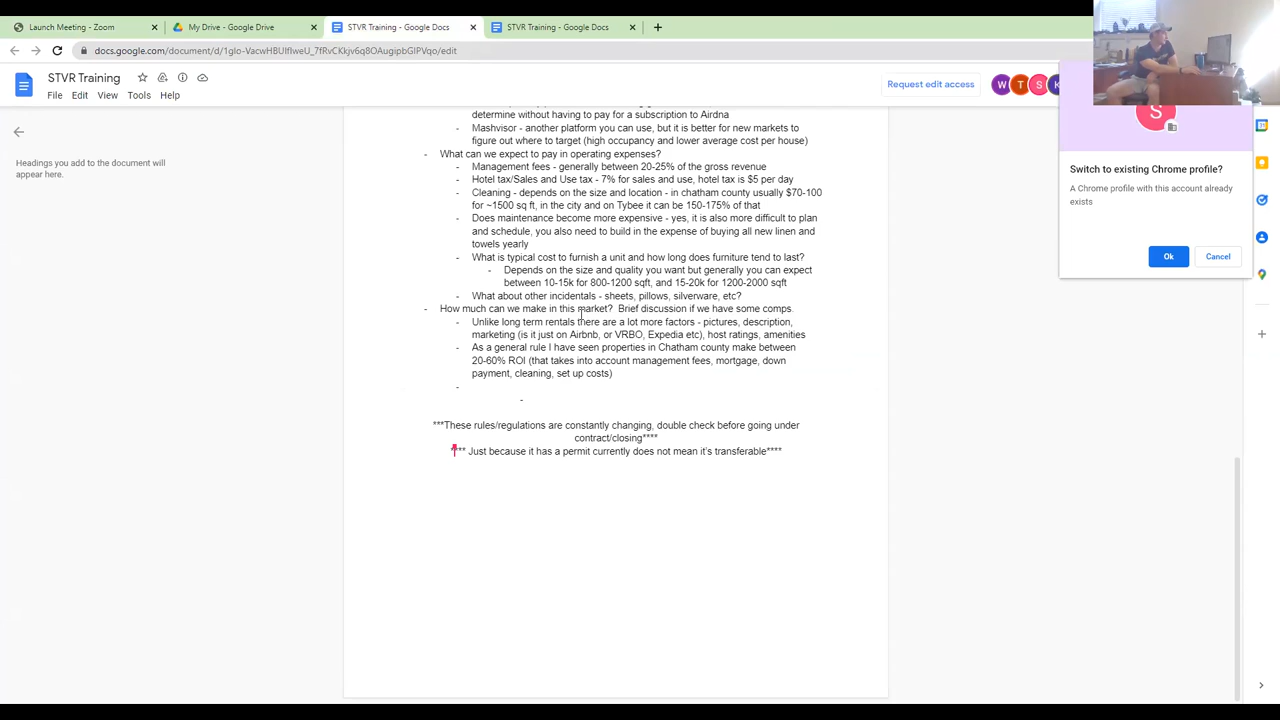 Launch Meeting - Zoom
My Drive - Google Drive
STVR Training - Google Docs
STVR Training - Google Docs
docs.google.com/document/d/
/edit
STVR Training
Request edit access
W T S K
File Edit View Tools Help
Headings you add to the document will
appear here.
determine without having to pay for a subscription to Airdna
- Mashvisor - another platform you can use, but it is better for new markets to
figure out where to target (high occupancy and lower average cost per house)
- What can we expect to pay in operating expenses?
- Management fees - generally between 20-25% of the gross revenue
- Hotel tax/Sales and Use tax - 7% for sales and use, hotel tax is $5 per day
- Cleaning - depends on the size and location - in chatham county usually $70-100
for ~1500 sq ft, in the city and on Tybee it can be 150-175% of that
- Does maintenance become more expensive - yes, it is also more difficult to plan
and schedule, you also need to build in the expense of buying all new linen and
towels yearly
- What is typical cost to furnish a unit and how long does furniture tend to last?
- Depends on the size and quality you want but generally you can expect
between 10-15k for 800-1200 sqft, and 15-20k for 1200-2000 sqft
- What about other incidentals - sheets, pillows, silverware, etc?
- How much can we make in this market? Brief discussion if we have some comps.
- Unlike long term rentals there are a lot more factors - pictures, description,
marketing (is it just on Airbnb, or VRBO, Expedia etc), host ratings, amenities
- As a general rule I have seen properties in Chatham county make between
20-60% ROI (that takes into account management fees, mortgage, down
payment, cleaning, set up costs)
-
-
***These rules/regulations are constantly changing, double check before going under
contract/closing****
**** Just because it has a permit currently does not mean it's transferable****
S
Switch to existing Chrome profile?
A Chrome profile with this account already
exists
Ok
Cancel